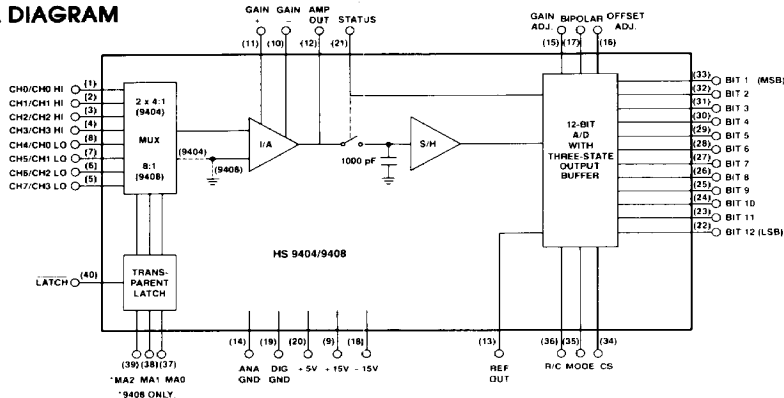 DIAGRAM
GAIN + GAIN − AMP OUT STATUS
(11) (10) (12) (21)
GAIN ADJ. BIPOLAR OFFSET ADJ.
(15) (17) (16)
CH0/CH0 HI (1)
CH1/CH1 HI (2)
CH2/CH2 HI (3)
CH3/CH3 HI (4)
CH4/CH0 LO (8)
CH5/CH1 LO (7)
CH6/CH2 LO (6)
CH7/CH3 LO (5)
2 x 4:1
(9404)
MUX
8:1
(9408)
(9404)
(9408)
I/A
1000 pF
S/H
12-BIT
A/D
WITH
THREE-STATE
OUTPUT
BUFFER
(33) BIT 1 (MSB)
(32) BIT 2
(31) BIT 3
(30) BIT 4
(29) BIT 5
(28) BIT 6
(27) BIT 7
(26) BIT 8
(25) BIT 9
(24) BIT 10
(23) BIT 11
(22) BIT 12 (LSB)
HS 9404/9408
LATCH (40)
TRANS-
PARENT
LATCH
(39) (38) (37)
*MA2 MA1 MA0
*9408 ONLY.
(14) (19) (20) (9) (18)
ANA GND DIG GND +5V +15V -15V
(13)
REF OUT
(36) (35) (34)
R/C MODE CS